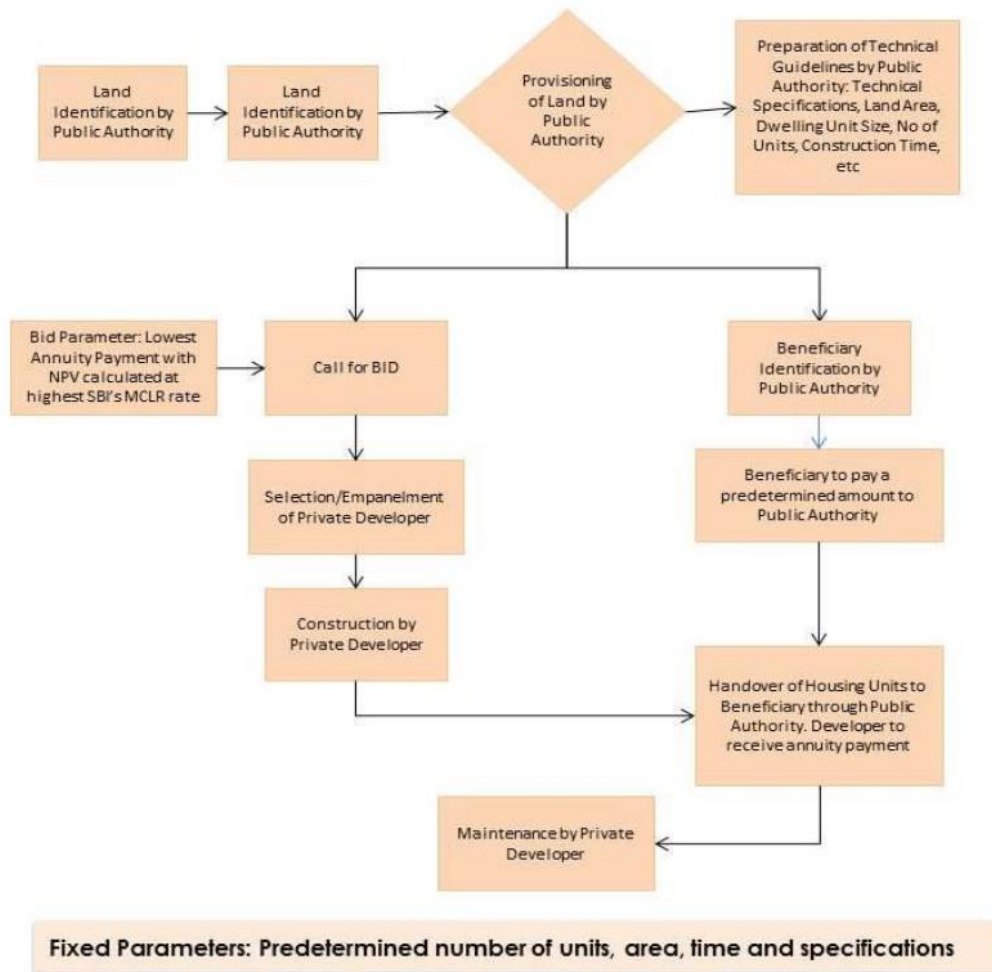 Land
Identification by
Public Authority
Land
Identification by
Public Authority
Provisioning
of Land by
Public
Authority
Preparation of Technical
Guidelines by Public
Authority: Technical
Specifications, Land Area,
Dwelling Unit Size, No of
Units, Construction Time,
etc
Bid Parameter: Lowest
Annuity Payment with
NPV calculated at
highest SBI's MCLR rate
Call for BID
Beneficiary
Identification by
Public Authority
Selection/Empanelment
of Private Developer
Beneficiary to pay a
predetermined amount to
Public Authority
Construction by
Private Developer
Handover of Housing Units to
Beneficiary through Public
Authority. Developer to
receive annuity payment
Maintenance by Private
Developer
Fixed Parameters: Predetermined number of units, area, time and specifications